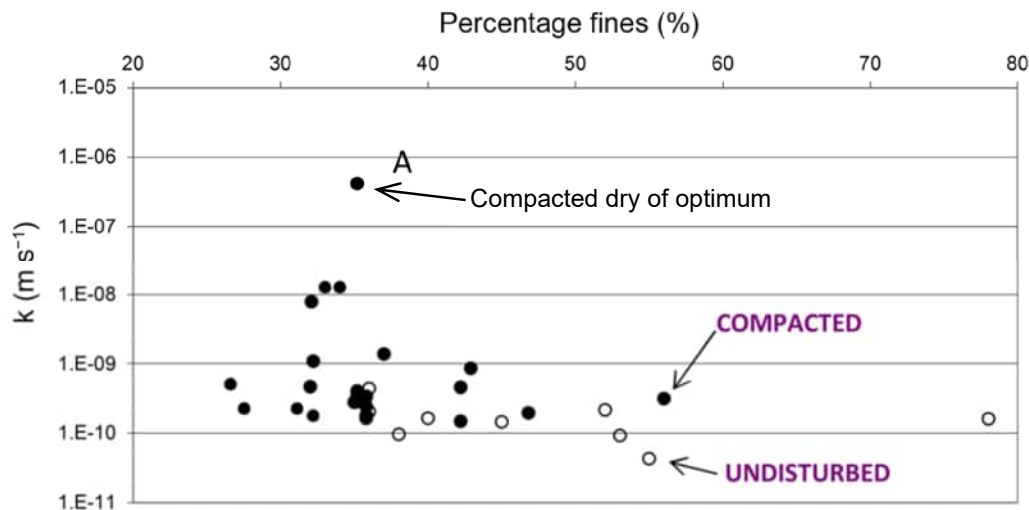 Percentage fines (%)
20 30 40 50 60 70 80
1.E-05
1.E-06
A
Compacted dry of optimum
1.E-07
k (m s⁻¹)
1.E-08
COMPACTED
1.E-09
1.E-10
UNDISTURBED
1.E-11